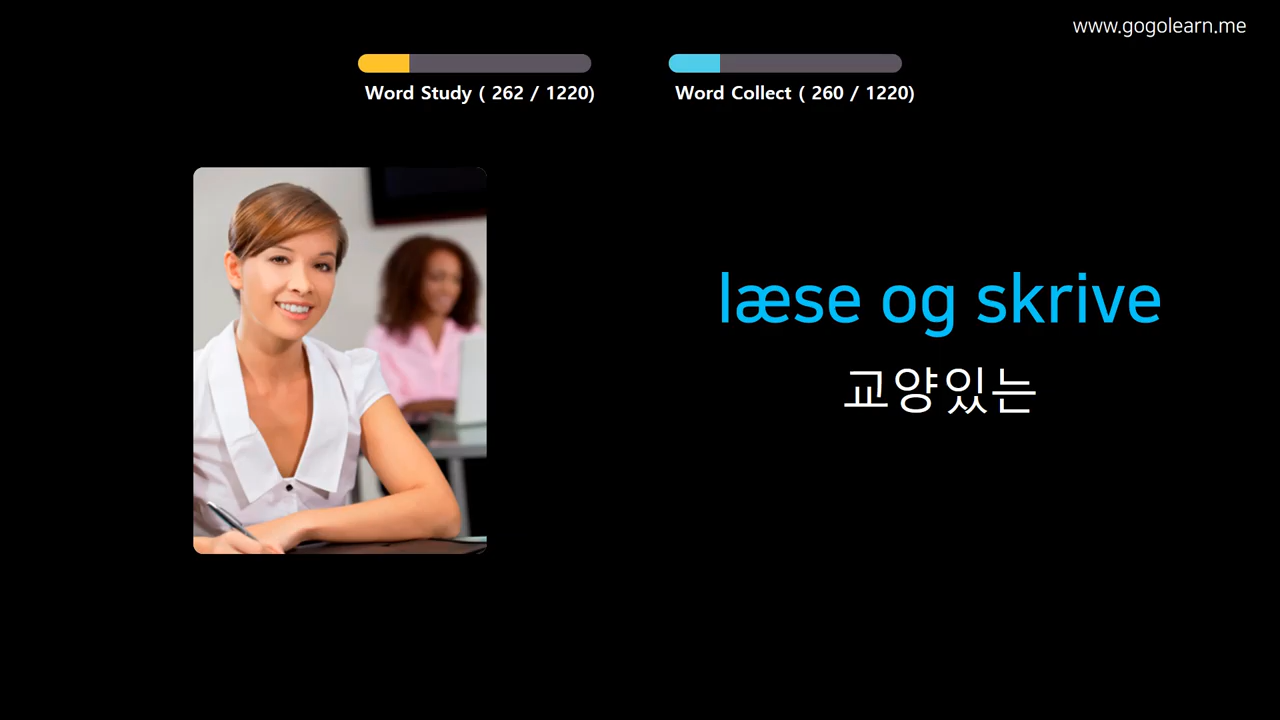 www.gogolearn.me
Word Study ( 262 / 1220)
Word Collect ( 260 / 1220)
læse og skrive
교양있는